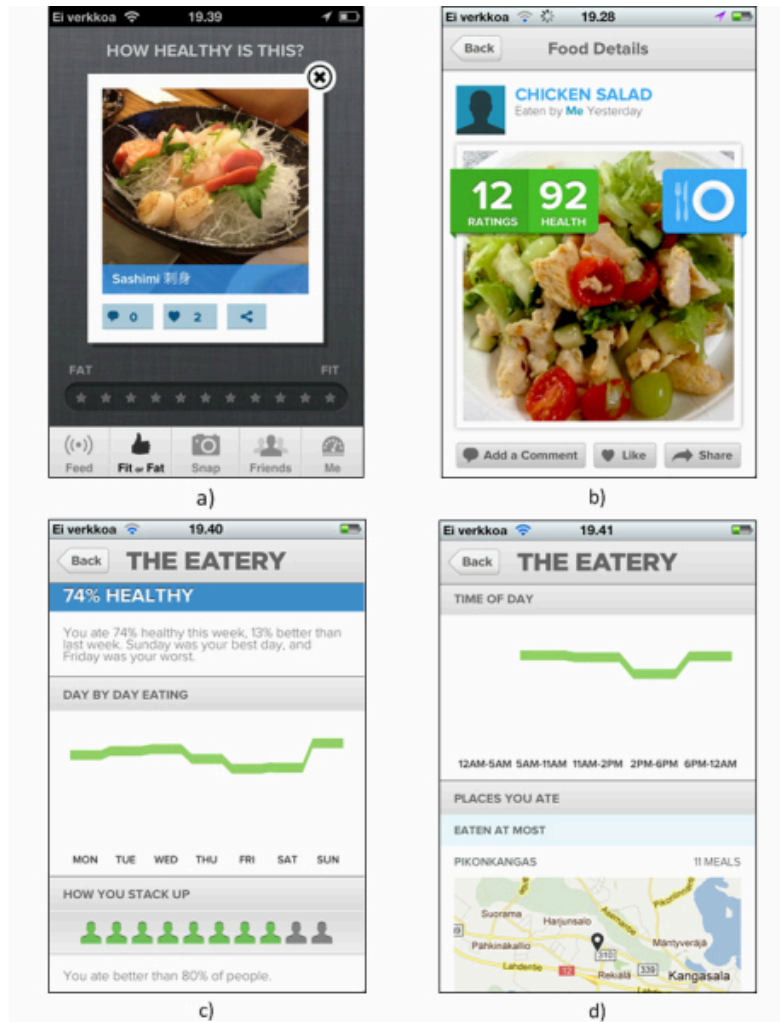 Ei verkkoa 19.39
HOW HEALTHY IS THIS?
Sashimi 刺身
0 2
FAT FIT
Feed Fit or Fat Snap Friends Me
a)
Ei verkkoa 19.28
Back Food Details
CHICKEN SALAD
Eaten by Me Yesterday
12 92
RATINGS HEALTH
Add a Comment Like Share
b)
Ei verkkoa 19.40
Back THE EATERY
74% HEALTHY
You ate 74% healthy this week, 13% better than
last week. Sunday was your best day, and
Friday was your worst.
DAY BY DAY EATING
MON TUE WED THU FRI SAT SUN
HOW YOU STACK UP
You ate better than 80% of people.
c)
Ei verkkoa 19.41
Back THE EATERY
TIME OF DAY
12AM-5AM 5AM-11AM 11AM-2PM 2PM-6PM 6PM-12AM
PLACES YOU ATE
EATEN AT MOST
PIKONKANGAS 11 MEALS
Suorama
Harjunsalo
Asemantie
Pähkinäkallio
Mäntyveräjä
310
Lahdentie 12 Rekiälä 339 Kangasala
d)